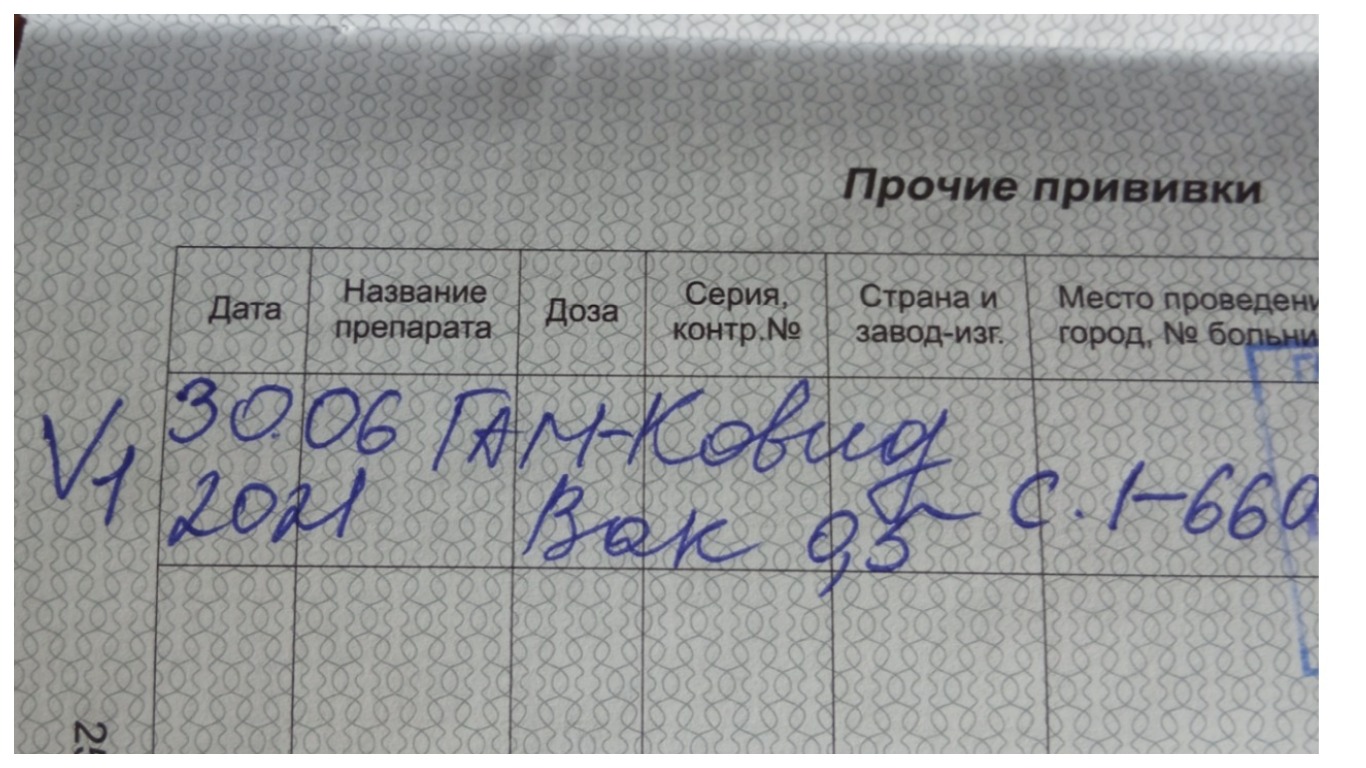 Прочие прививки
Дата
Название
препарата
Доза
Серия,
контр.№
Страна и
завод-изг.
Место проведени
город, № больни
V1 30.06 ГАМ-Ковид
2021 Вак 0,5 с. I-660
25